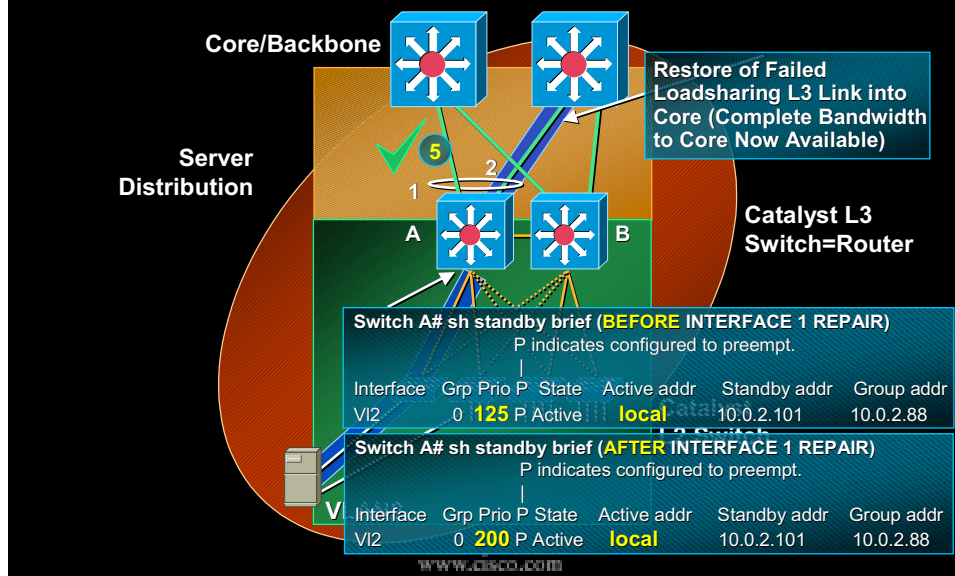 Core/Backbone
Restore of Failed
Loadsharing L3 Link into
Core (Complete Bandwidth
to Core Now Available)
Server
Distribution
5
1
2
A
B
Catalyst L3
Switch=Router
Switch A# sh standby brief (BEFORE INTERFACE 1 REPAIR)
P indicates configured to preempt.
|
Interface Grp Prio P State Active addr Standby addr Group addr
Vl2 0 125 P Active local 10.0.2.101 10.0.2.88
Catalyst
L2 Switch
Switch A# sh standby brief (AFTER INTERFACE 1 REPAIR)
P indicates configured to preempt.
|
Interface Grp Prio P State Active addr Standby addr Group addr
Vl2 0 200 P Active local 10.0.2.101 10.0.2.88
www.cisco.com